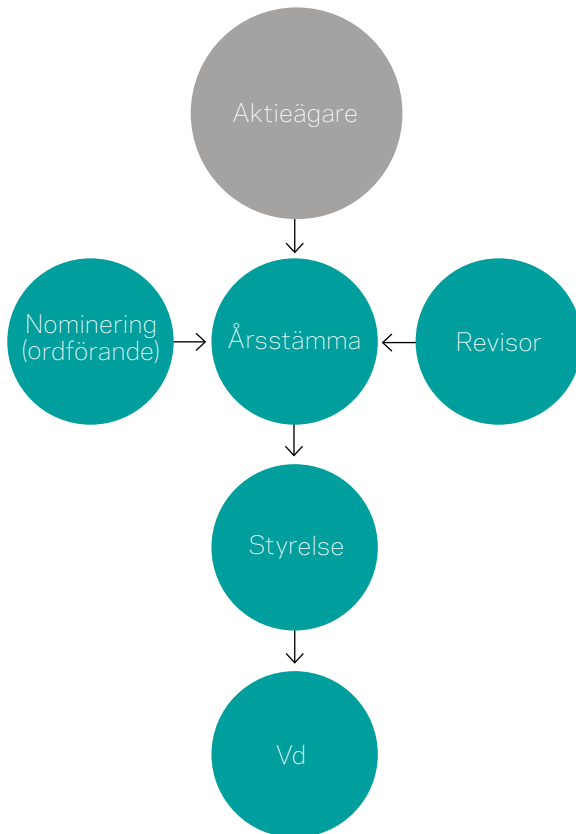 Aktieägare
Nominering
(ordförande)
Årsstämma
Revisor
Styrelse
Vd